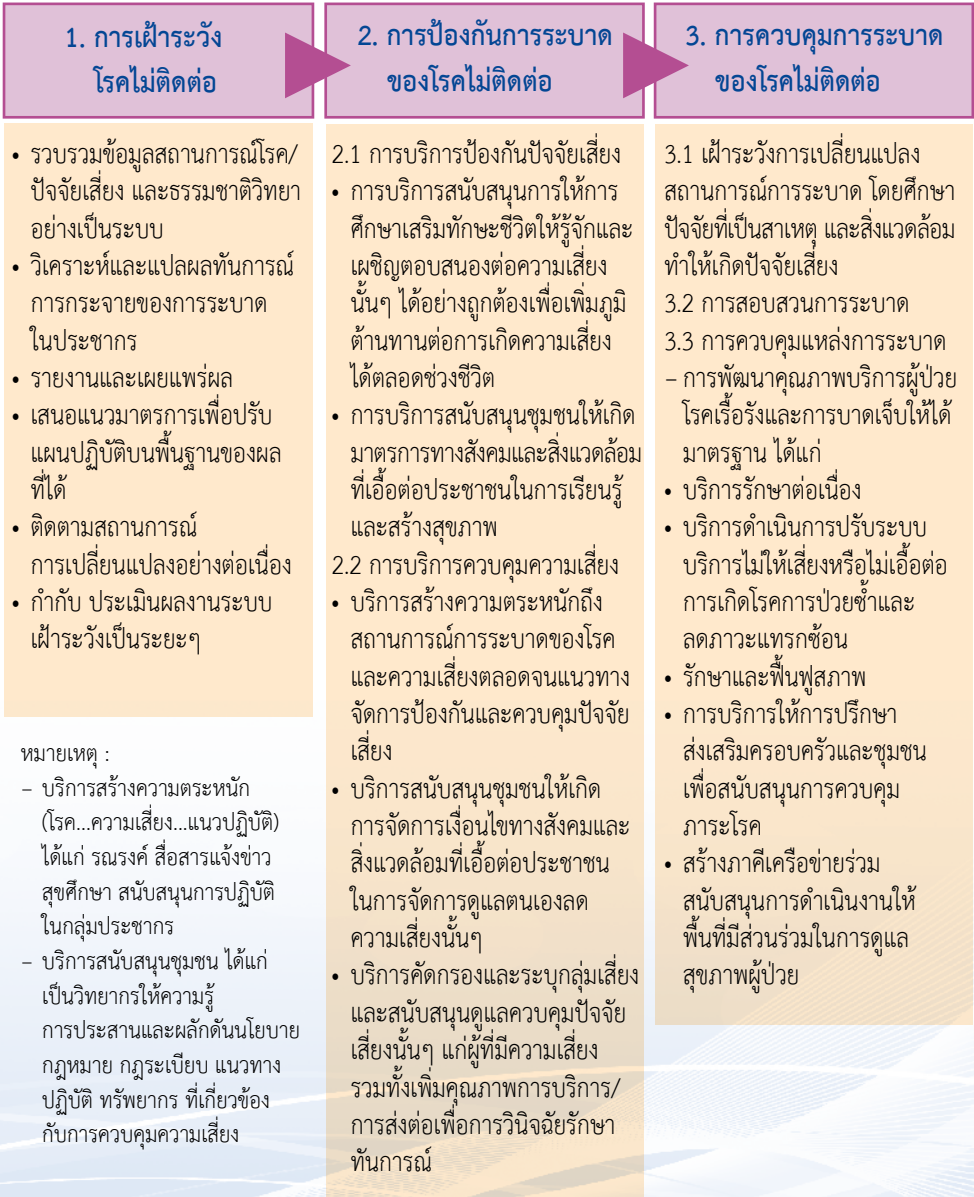 1. การเฝ้าระวัง
โรคไม่ติดต่อ
• รวบรวมข้อมูลสถานการณ์โรค/
ปัจจัยเสี่ยง และธรรมชาติวิทยา
อย่างเป็นระบบ
• วิเคราะห์และแปลผลทันการณ์
การกระจายของการระบาด
ในประชากร
• รายงานและเผยแพร่ผล
• เสนอแนวมาตรการเพื่อปรับ
แผนปฏิบัติบนพื้นฐานของผล
ที่ได้
• ติดตามสถานการณ์
การเปลี่ยนแปลงอย่างต่อเนื่อง
• กำกับ ประเมินผลงานระบบ
เฝ้าระวังเป็นระยะๆ
หมายเหตุ :
– บริการสร้างความตระหนัก
(โรค...ความเสี่ยง...แนวปฏิบัติ)
ได้แก่ รณรงค์ สื่อสารแจ้งข่าว
สุขศึกษา สนับสนุนการปฏิบัติ
ในกลุ่มประชากร
– บริการสนับสนุนชุมชน ได้แก่
เป็นวิทยากรให้ความรู้
การประสานและผลักดันนโยบาย
กฎหมาย กฎระเบียบ แนวทาง
ปฏิบัติ ทรัพยากร ที่เกี่ยวข้อง
กับการควบคุมความเสี่ยง
2. การป้องกันการระบาด
ของโรคไม่ติดต่อ
2.1 การบริการป้องกันปัจจัยเสี่ยง
• การบริการสนับสนุนการให้การ
ศึกษาเสริมทักษะชีวิตให้รู้จักและ
เผชิญตอบสนองต่อความเสี่ยง
นั้นๆ ได้อย่างถูกต้องเพื่อเพิ่มภูมิ
ต้านทานต่อการเกิดความเสี่ยง
ได้ตลอดช่วงชีวิต
• การบริการสนับสนุนชุมชนให้เกิด
มาตรการทางสังคมและสิ่งแวดล้อม
ที่เอื้อต่อประชาชนในการเรียนรู้
และสร้างสุขภาพ
2.2 การบริการควบคุมความเสี่ยง
• บริการสร้างความตระหนักถึง
สถานการณ์การระบาดของโรค
และความเสี่ยงตลอดจนแนวทาง
จัดการป้องกันและควบคุมปัจจัย
เสี่ยง
• บริการสนับสนุนชุมชนให้เกิด
การจัดการเงื่อนไขทางสังคมและ
สิ่งแวดล้อมที่เอื้อต่อประชาชน
ในการจัดการดูแลตนเองลด
ความเสี่ยงนั้นๆ
• บริการคัดกรองและระบุกลุ่มเสี่ยง
และสนับสนุนดูแลควบคุมปัจจัย
เสี่ยงนั้นๆ แก่ผู้ที่มีความเสี่ยง
รวมทั้งเพิ่มคุณภาพการบริการ/
การส่งต่อเพื่อการวินิจฉัยรักษา
ทันการณ์
3. การควบคุมการระบาด
ของโรคไม่ติดต่อ
3.1 เฝ้าระวังการเปลี่ยนแปลง
สถานการณ์การระบาด โดยศึกษา
ปัจจัยที่เป็นสาเหตุ และสิ่งแวดล้อม
ทำให้เกิดปัจจัยเสี่ยง
3.2 การสอบสวนการระบาด
3.3 การควบคุมแหล่งการระบาด
– การพัฒนาคุณภาพบริการผู้ป่วย
โรคเรื้อรังและการบาดเจ็บให้ได้
มาตรฐาน ได้แก่
• บริการรักษาต่อเนื่อง
• บริการดำเนินการปรับระบบ
บริการไม่ให้เสี่ยงหรือไม่เอื้อต่อ
การเกิดโรคการป่วยซ้ำและ
ลดภาวะแทรกซ้อน
• รักษาและฟื้นฟูสภาพ
• การบริการให้การปรึกษา
ส่งเสริมครอบครัวและชุมชน
เพื่อสนับสนุนการควบคุม
ภาระโรค
• สร้างภาคีเครือข่ายร่วม
สนับสนุนการดำเนินงานให้
พื้นที่มีส่วนร่วมในการดูแล
สุขภาพผู้ป่วย